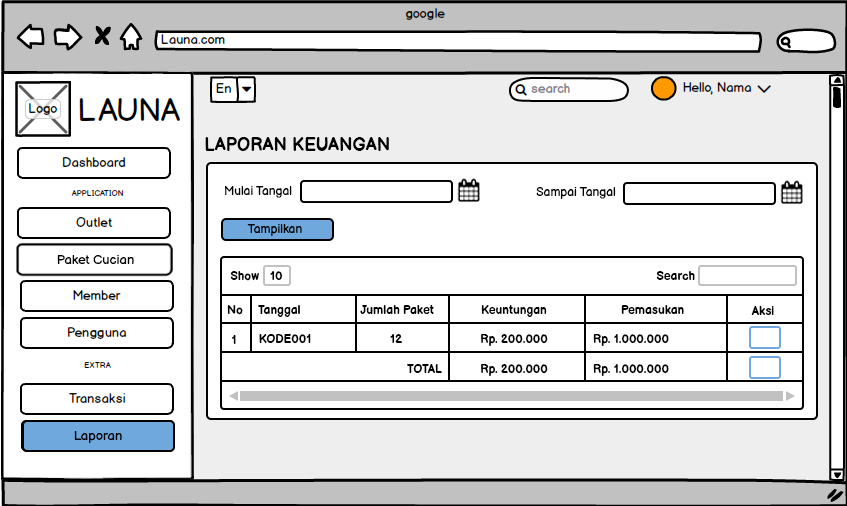 google
Launa.com
En
search
Hello, Nama
Logo
LAUNA
Dashboard
APPLICATION
Outlet
Paket Cucian
Member
Pengguna
EXTRA
Transaksi
Laporan
LAPORAN KEUANGAN
Mulai Tangal
Sampai Tangal
Tampilkan
Show 10
Search
No Tanggal Jumlah Paket Keuntungan Pemasukan Aksi
1 KODE001 12 Rp. 200.000 Rp. 1.000.000
TOTAL Rp. 200.000 Rp. 1.000.000